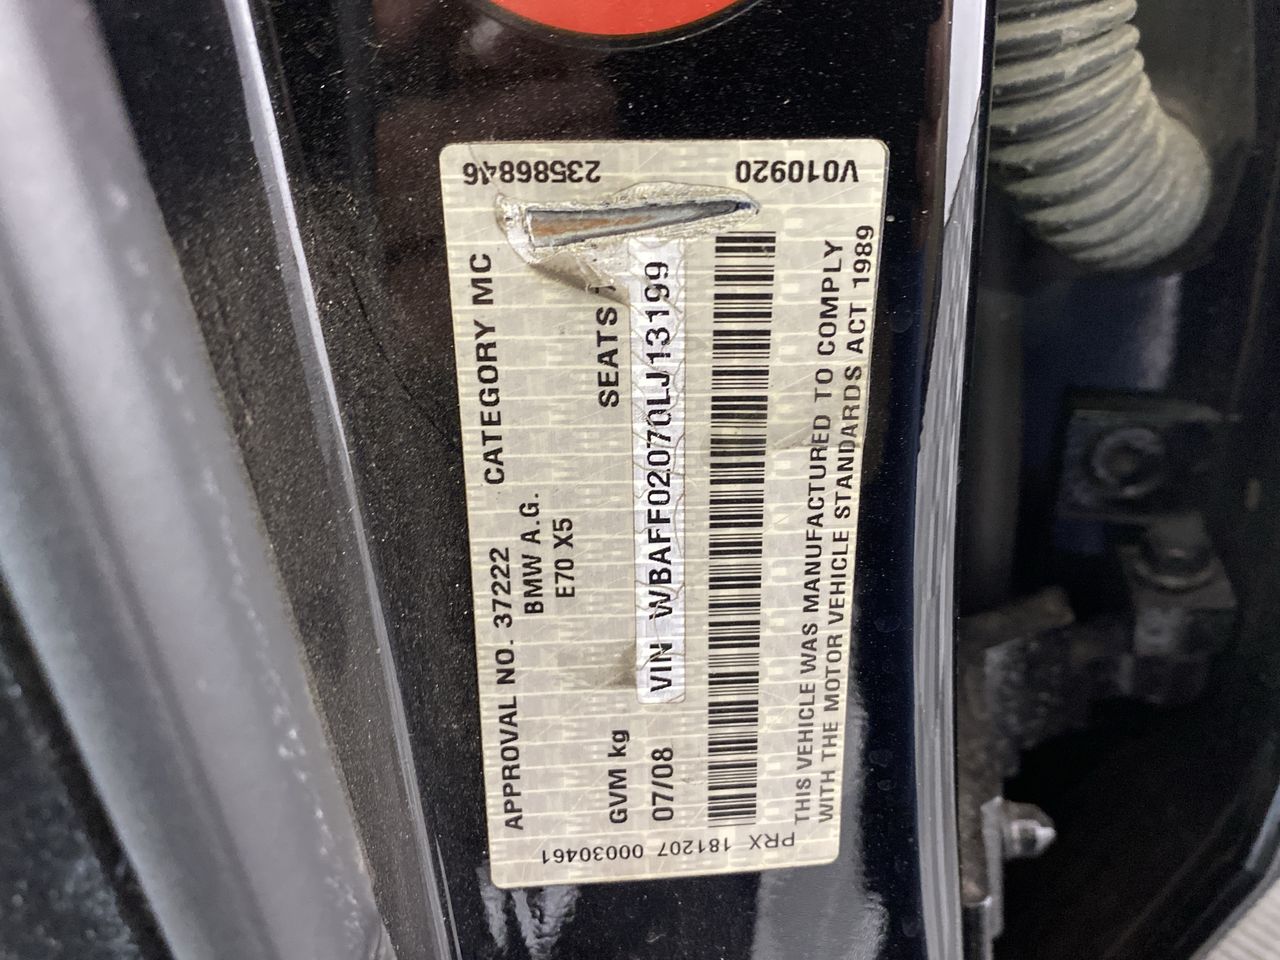 APPROVAL NO. 37222 CATEGORY MC
BMW A.G.
E70 X5
GVM kg SEATS
07/08 VIN WBAFF02070LJ13199
THIS VEHICLE WAS MANUFACTURED TO COMPLY
WITH THE MOTOR VEHICLE STANDARDS ACT 1989
23586846 V010920
PRX 181207 00030461